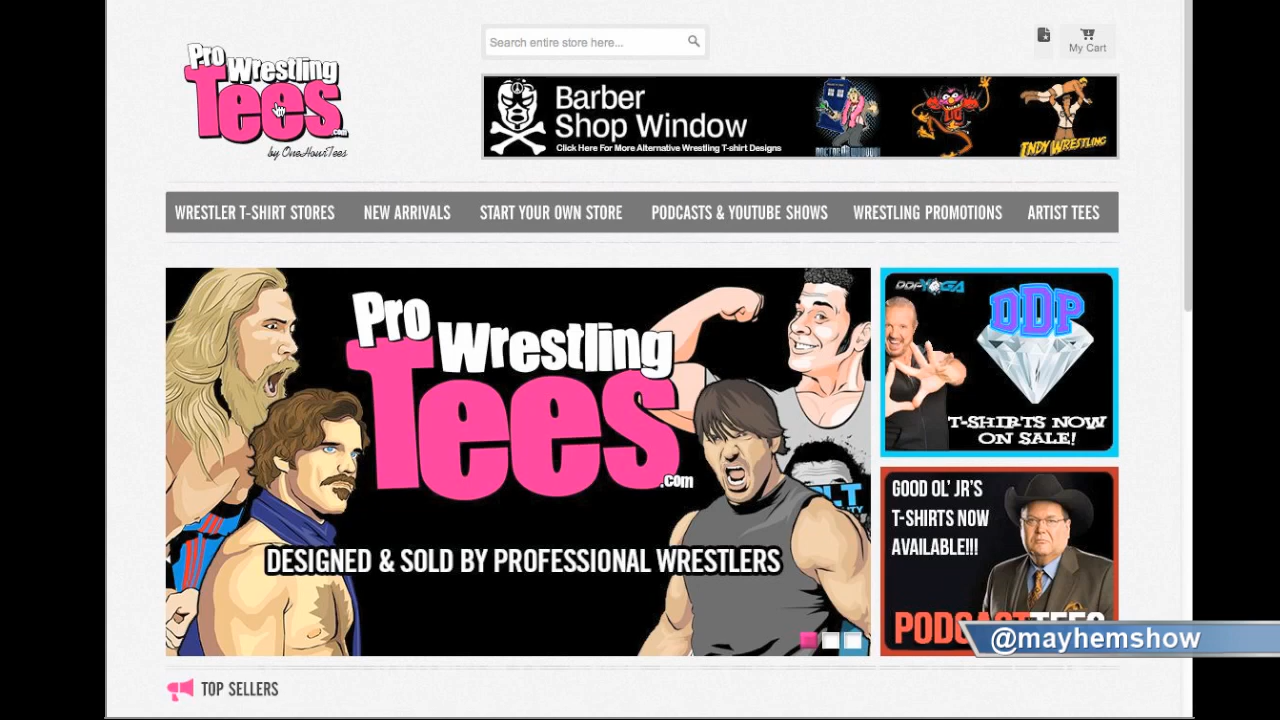 Pro
Wrestling
Tees
.com
by OneHourTees
Search entire store here...
My Cart
Barber
Shop Window
Click Here For More Alternative Wrestling T-shirt Designs
INDY WRESTLING
WRESTLER T-SHIRT STORES
NEW ARRIVALS
START YOUR OWN STORE
PODCASTS & YOUTUBE SHOWS
WRESTLING PROMOTIONS
ARTIST TEES
Pro
Wrestling
Tees
.com
DESIGNED & SOLD BY PROFESSIONAL WRESTLERS
DDPYOGA
DDP
T-SHIRTS NOW
ON SALE!
GOOD OL' JR'S
T-SHIRTS NOW
AVAILABLE!!!
@mayhemshow
TOP SELLERS